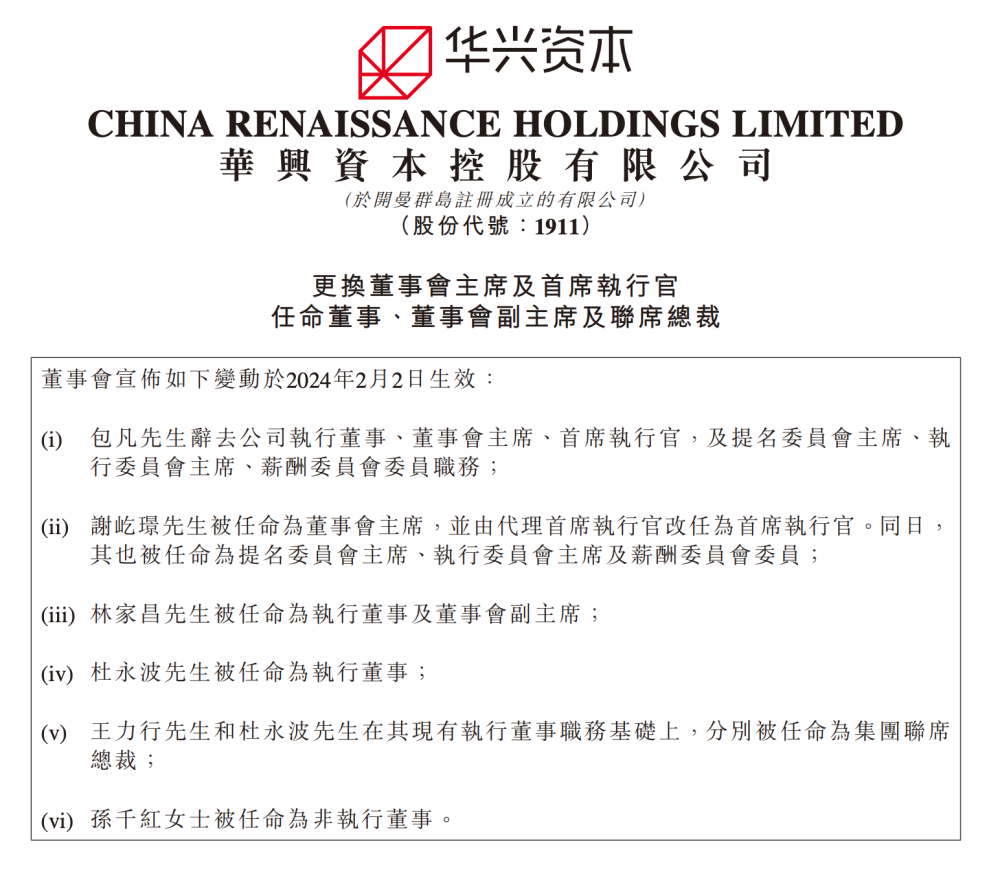 华兴资本
CHINA RENAISSANCE HOLDINGS LIMITED
華興資本控股有限公司
(於開曼群島註冊成立的有限公司)
(股份代號：1911)
更換董事會主席及首席執行官
任命董事、董事會副主席及聯席總裁
董事會宣佈如下變動於2024年2月2日生效：
(i) 包凡先生辭去公司執行董事、董事會主席、首席執行官，及提名委員會主席、執
行委員會主席、薪酬委員會委員職務；
(ii) 謝屹璟先生被任命為董事會主席，並由代理首席執行官改任為首席執行官。同日，
其也被任命為提名委員會主席、執行委員會主席及薪酬委員會委員；
(iii) 林家昌先生被任命為執行董事及董事會副主席；
(iv) 杜永波先生被任命為執行董事；
(v) 王力行先生和杜永波先生在其現有執行董事職務基礎上，分別被任命為集團聯席
總裁；
(vi) 孫千紅女士被任命為非執行董事。